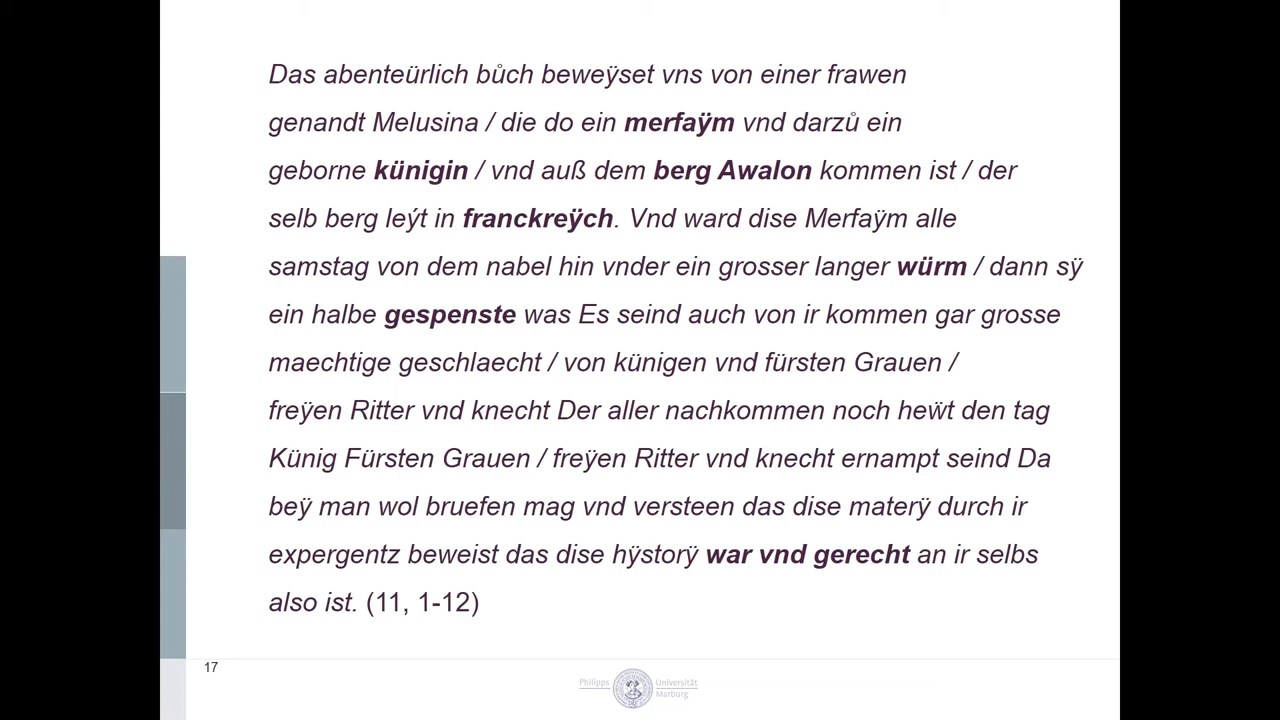 Das abenteürlich bůch beweÿset vns von einer frawen
genandt Melusina / die do ein merfaÿm vnd darzů ein
geborne künigin / vnd auß dem berg Awalon kommen ist / der
selb berg leýt in franckreÿch. Vnd ward dise Merfaÿm alle
samstag von dem nabel hin vnder ein grosser langer würm / dann sÿ
ein halbe gespenste was Es seind auch von ir kommen gar grosse
maechtige geschlaecht / von künigen vnd fürsten Grauen /
freÿen Ritter vnd knecht Der aller nachkommen noch heẅt den tag
Künig Fürsten Grauen / freÿen Ritter vnd knecht ernampt seind Da
beÿ man wol bruefen mag vnd versteen das dise materÿ durch ir
expergentz beweist das dise hÿstorÿ war vnd gerecht an ir selbs
also ist. (11, 1-12)
17
Philipps Universität
Marburg